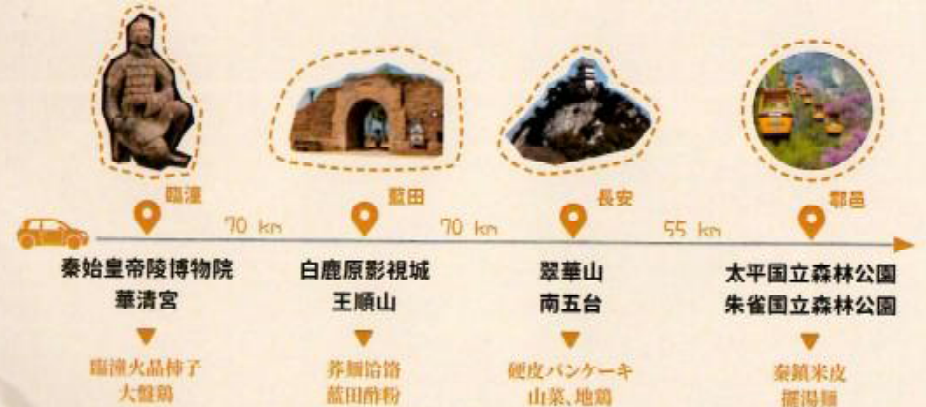 臨潼
藍田
長安
鄠邑
70 km
70 km
55 km
秦始皇帝陵博物院
華清宮
白鹿原影視城
王順山
翠華山
南五台
太平国立森林公園
朱雀国立森林公園
臨潼火晶柿子
大盤鶏
荞麺饸饹
藍田酢粉
硬皮パンケーキ
山菜、地鶏
秦鎮米皮
擺湯麺